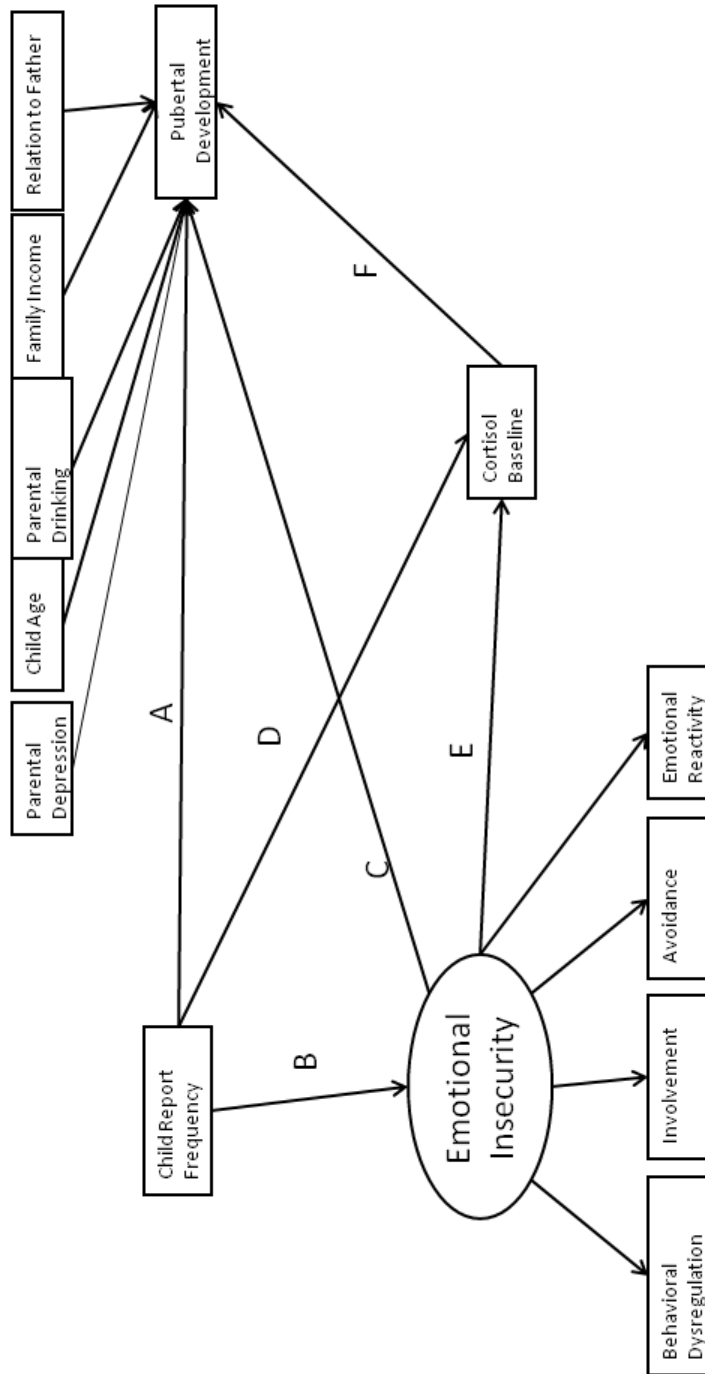 Parental
Depression
Child Age
Parental
Drinking
Family Income
Relation to Father
Child Report
Frequency
A
Pubertal
Development
B
D
C
F
Emotional
Insecurity
E
Cortisol
Baseline
Behavioral
Dysregulation
Involvement
Avoidance
Emotional
Reactivity